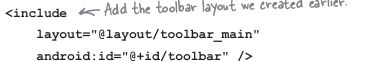 <include Add the toolbar layout we created earlier.
layout="@layout/toolbar_main"
android:id="@+id/toolbar" />